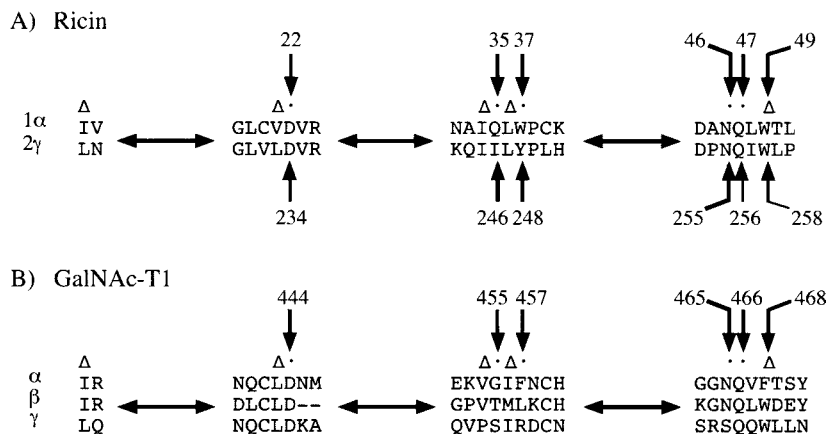 A) Ricin
22 35 37 46 47 49
Δ Δ · Δ · Δ · · · Δ
1α IV GLCVDVR NAIQLWPCK DANQLWTL
2γ LN GLVLDVR KQIILYPLH DPNQIWLP
234 246 248 255 256 258
B) GalNAc-T1
444 455 457 465 466 468
Δ Δ · Δ · Δ · · · Δ
α IR NQCLDNM EKVGIFNCH GGNQVFTSY
β IR DLCLD-- GPVTMLKCH KGNQLWDEY
γ LQ NQCLDKA QVPSIRDCN SRSQQWLLN